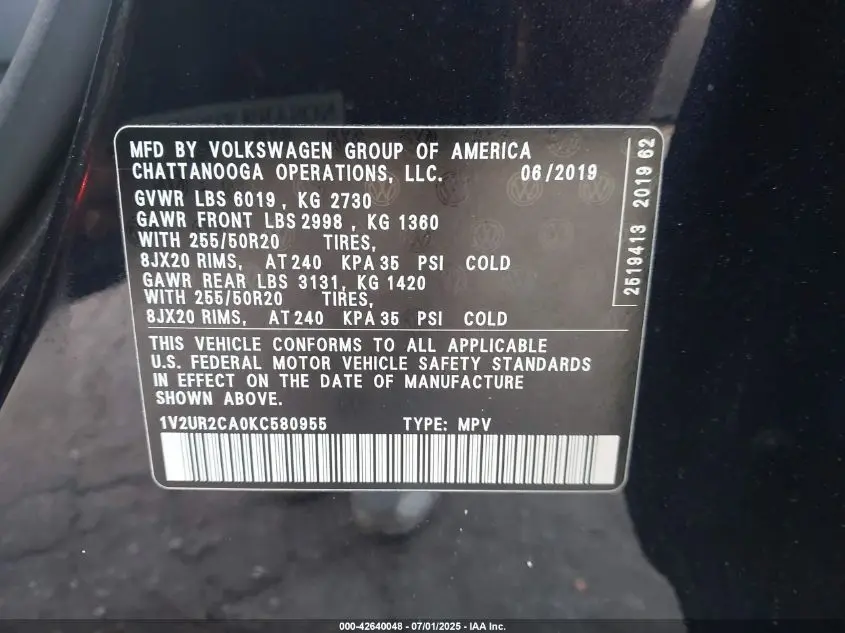 MFD BY VOLKSWAGEN GROUP OF AMERICA
CHATTANOOGA OPERATIONS, LLC. 06/2019
GVWR LBS 6019, KG 2730
GAWR FRONT LBS 2998, KG 1360
WITH 255/50R20 TIRES,
8JX20 RIMS, AT 240 KPA 35 PSI COLD
GAWR REAR LBS 3131, KG 1420
WITH 255/50R20 TIRES,
8JX20 RIMS, AT 240 KPA 35 PSI COLD
THIS VEHICLE CONFORMS TO ALL APPLICABLE
U.S. FEDERAL MOTOR VEHICLE SAFETY STANDARDS
IN EFFECT ON THE DATE OF MANUFACTURE
SHOWN ABOVE.
1V2UR2CA0KC580955 TYPE: MPV
2519413 2019 62
000-42640048 - 07/01/2025 - IAA Inc.